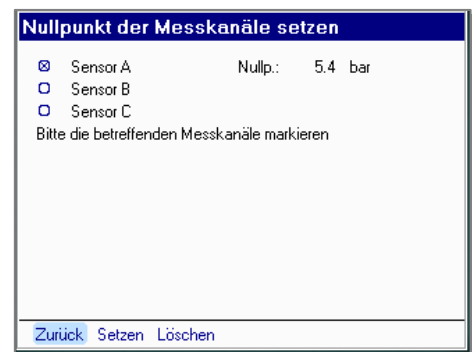 Nullpunkt der Messkanäle setzen
Sensor A Nullp.: 5.4 bar
Sensor B
Sensor C
Bitte die betreffenden Messkanäle markieren
Zurück Setzen Löschen